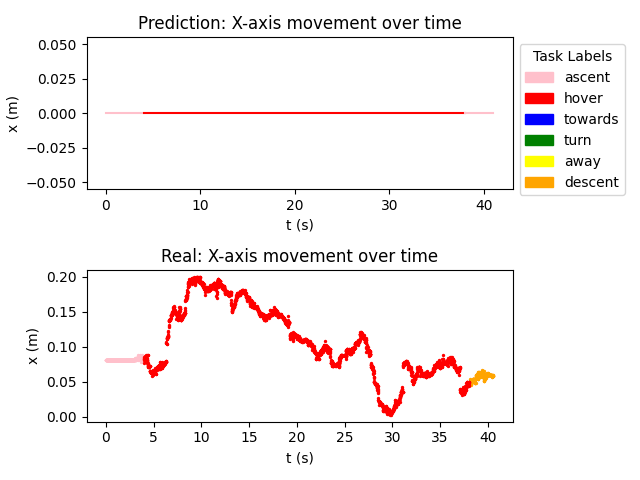 Prediction: X-axis movement over time
0.050
0.025
0.000
−0.025
−0.050
x (m)
0 10 20 30 40
t (s)
Task Labels
ascent
hover
towards
turn
away
descent
Real: X-axis movement over time
0.20
0.15
0.10
0.05
0.00
x (m)
0 5 10 15 20 25 30 35 40
t (s)